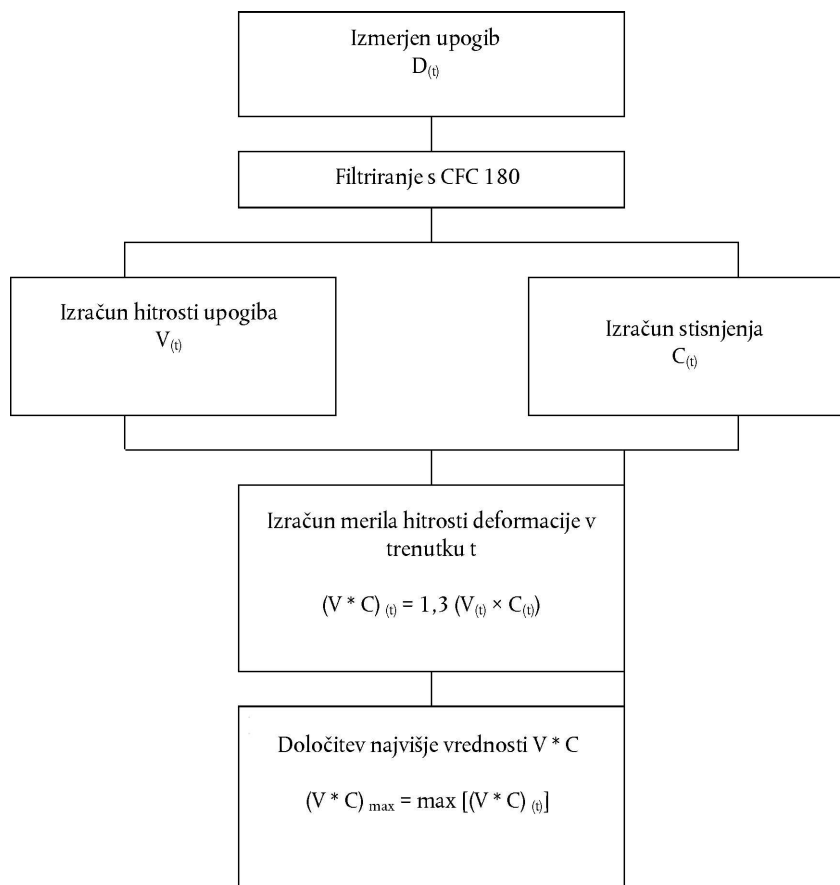 Izmerjen upogib
D(t)
Filtriranje s CFC 180
Izračun hitrosti upogiba
V(t)
Izračun stisnjenja
C(t)
Izračun merila hitrosti deformacije v
trenutku t
(V * C) (t) = 1,3 (V(t) × C(t))
Določitev najvišje vrednosti V * C
(V * C) max = max [(V * C) (t)]